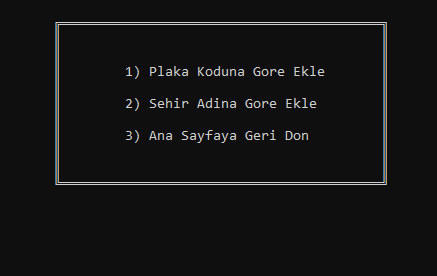 1) Plaka Koduna Gore Ekle
2) Sehir Adina Gore Ekle
3) Ana Sayfaya Geri Don